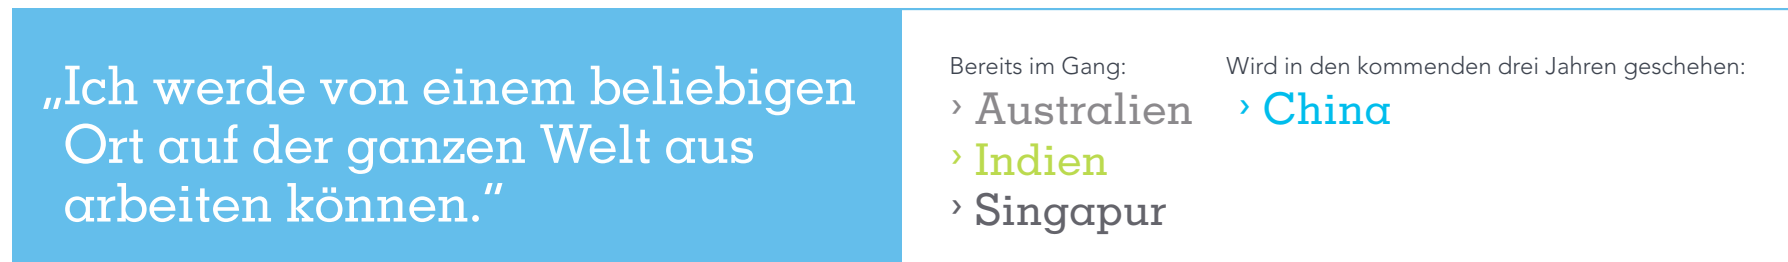 „Ich werde von einem beliebigen
Ort auf der ganzen Welt aus
arbeiten können.“
Bereits im Gang:
› Australien
› Indien
› Singapur
Wird in den kommenden drei Jahren geschehen:
› China